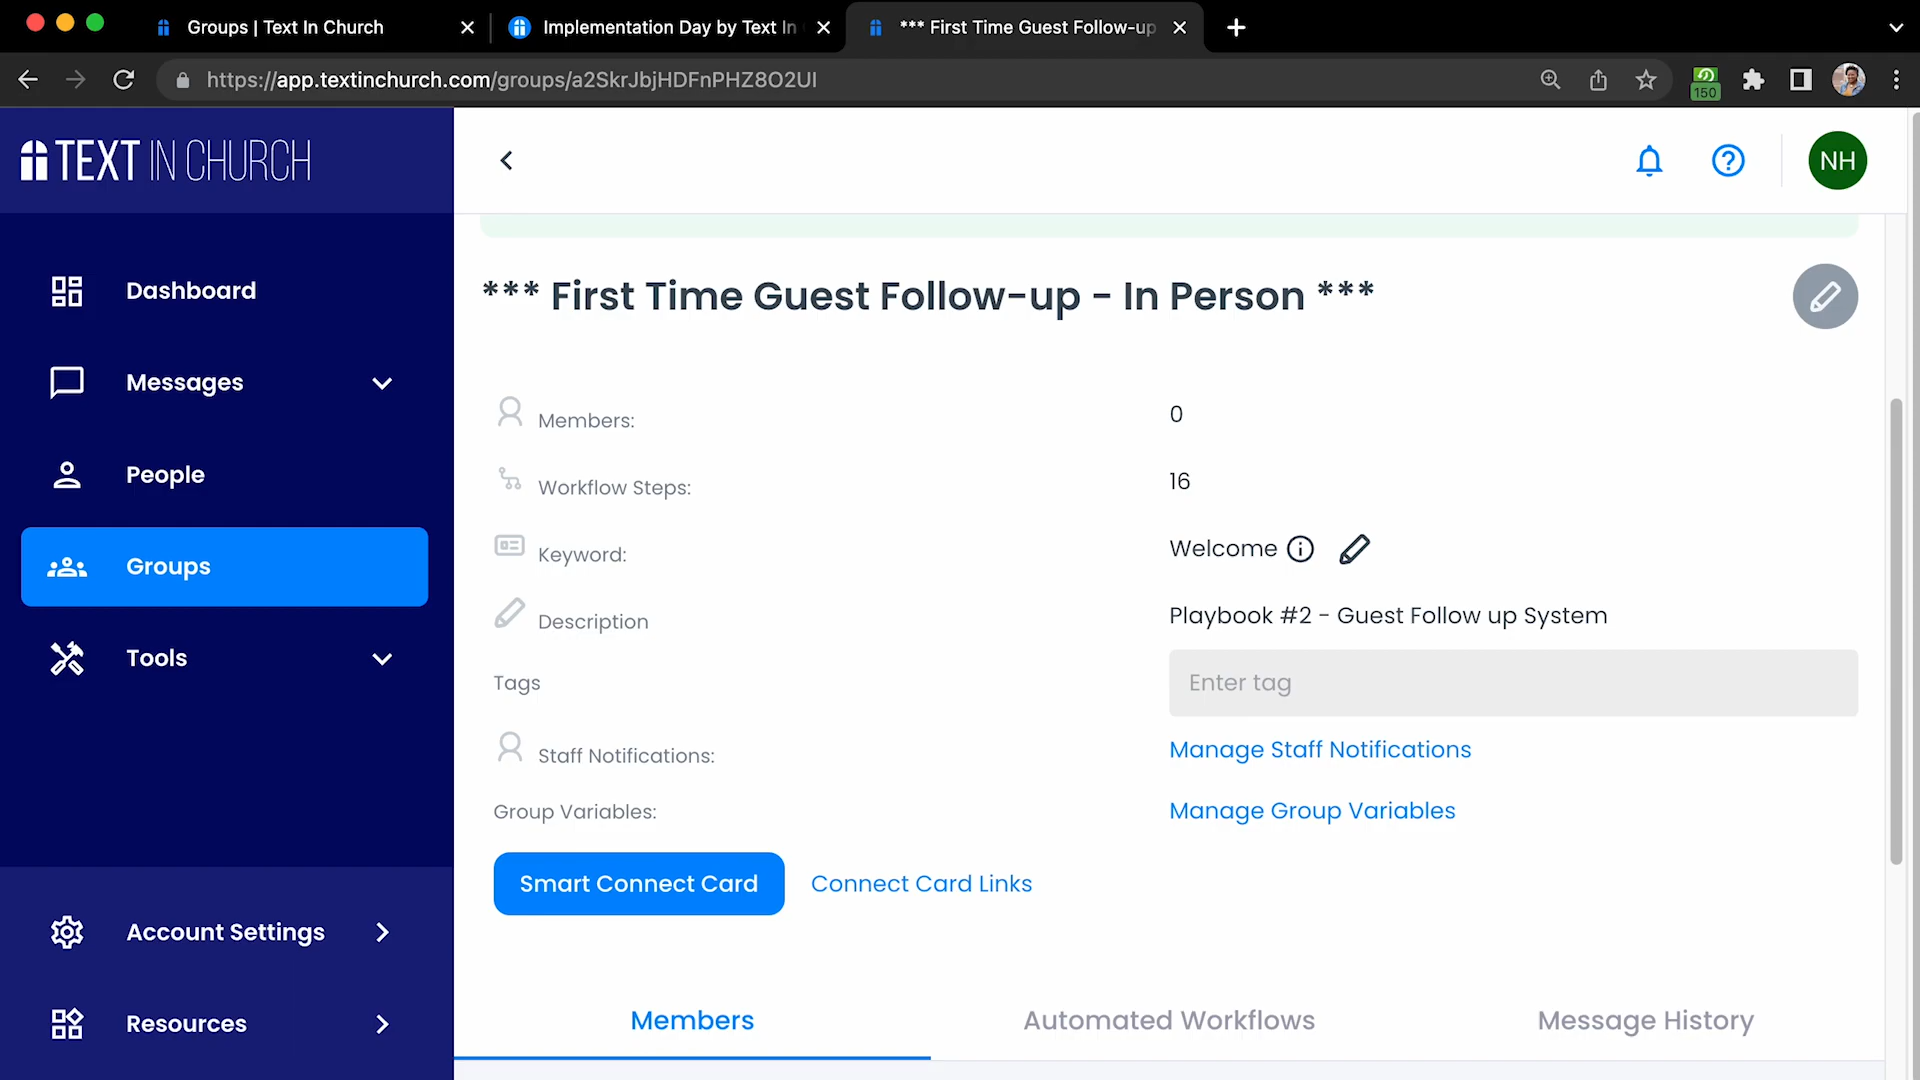 Groups | Text In Church
Implementation Day by Text In
*** First Time Guest Follow-up
https://app.textinchurch.com/groups/a2SkrJbjHDFnPHZ8O2UI
150
TEXT IN CHURCH
NH
Dashboard
Messages
People
Groups
Tools
Account Settings
Resources
*** First Time Guest Follow-up - In Person ***
Members: 0
Workflow Steps: 16
Keyword: Welcome
Description Playbook #2 - Guest Follow up System
Tags Enter tag
Staff Notifications: Manage Staff Notifications
Group Variables: Manage Group Variables
Smart Connect Card Connect Card Links
Members Automated Workflows Message History